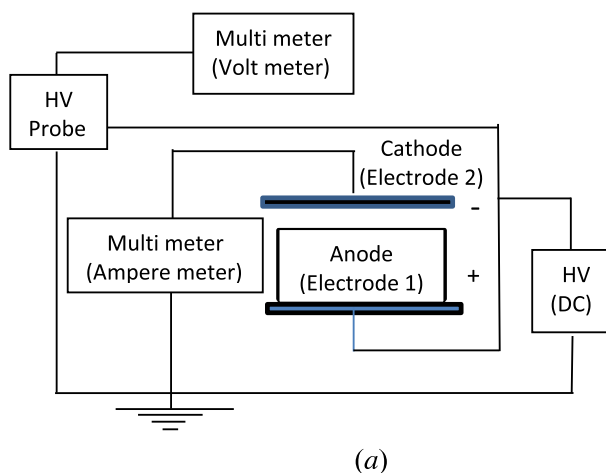 Multi meter
(Volt meter)
HV
Probe
Cathode
(Electrode 2)
-
Multi meter
(Ampere meter)
Anode
(Electrode 1)
+
HV
(DC)
(a)